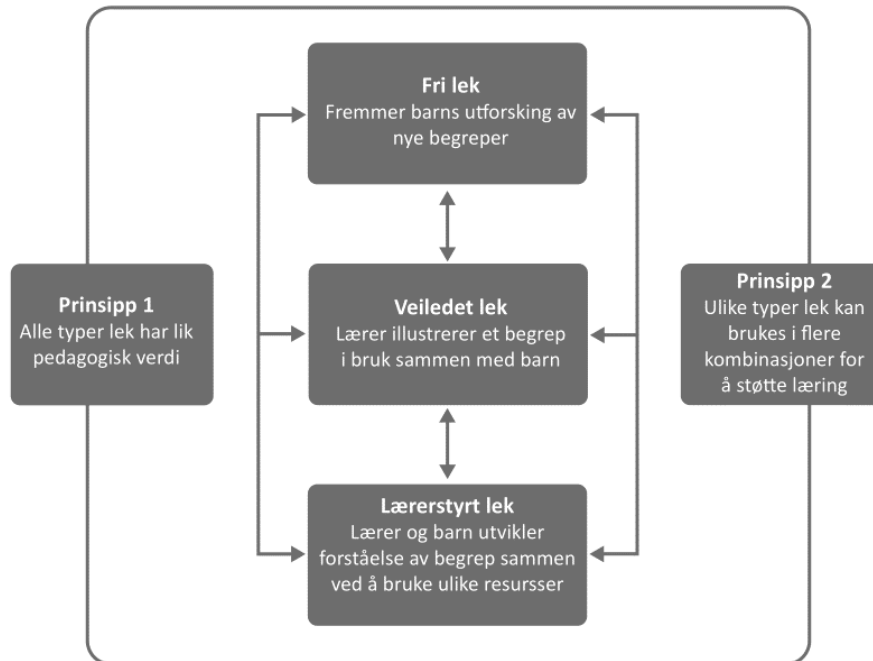 Fri lek
Fremmer barns utforsking av
nye begreper
Prinsipp 1
Alle typer lek har lik
pedagogisk verdi
Veiledet lek
Lærer illustrerer et begrep
i bruk sammen med barn
Prinsipp 2
Ulike typer lek kan
brukes i flere
kombinasjoner for
å støtte læring
Lærerstyrt lek
Lærer og barn utvikler
forståelse av begrep sammen
ved å bruke ulike resursser